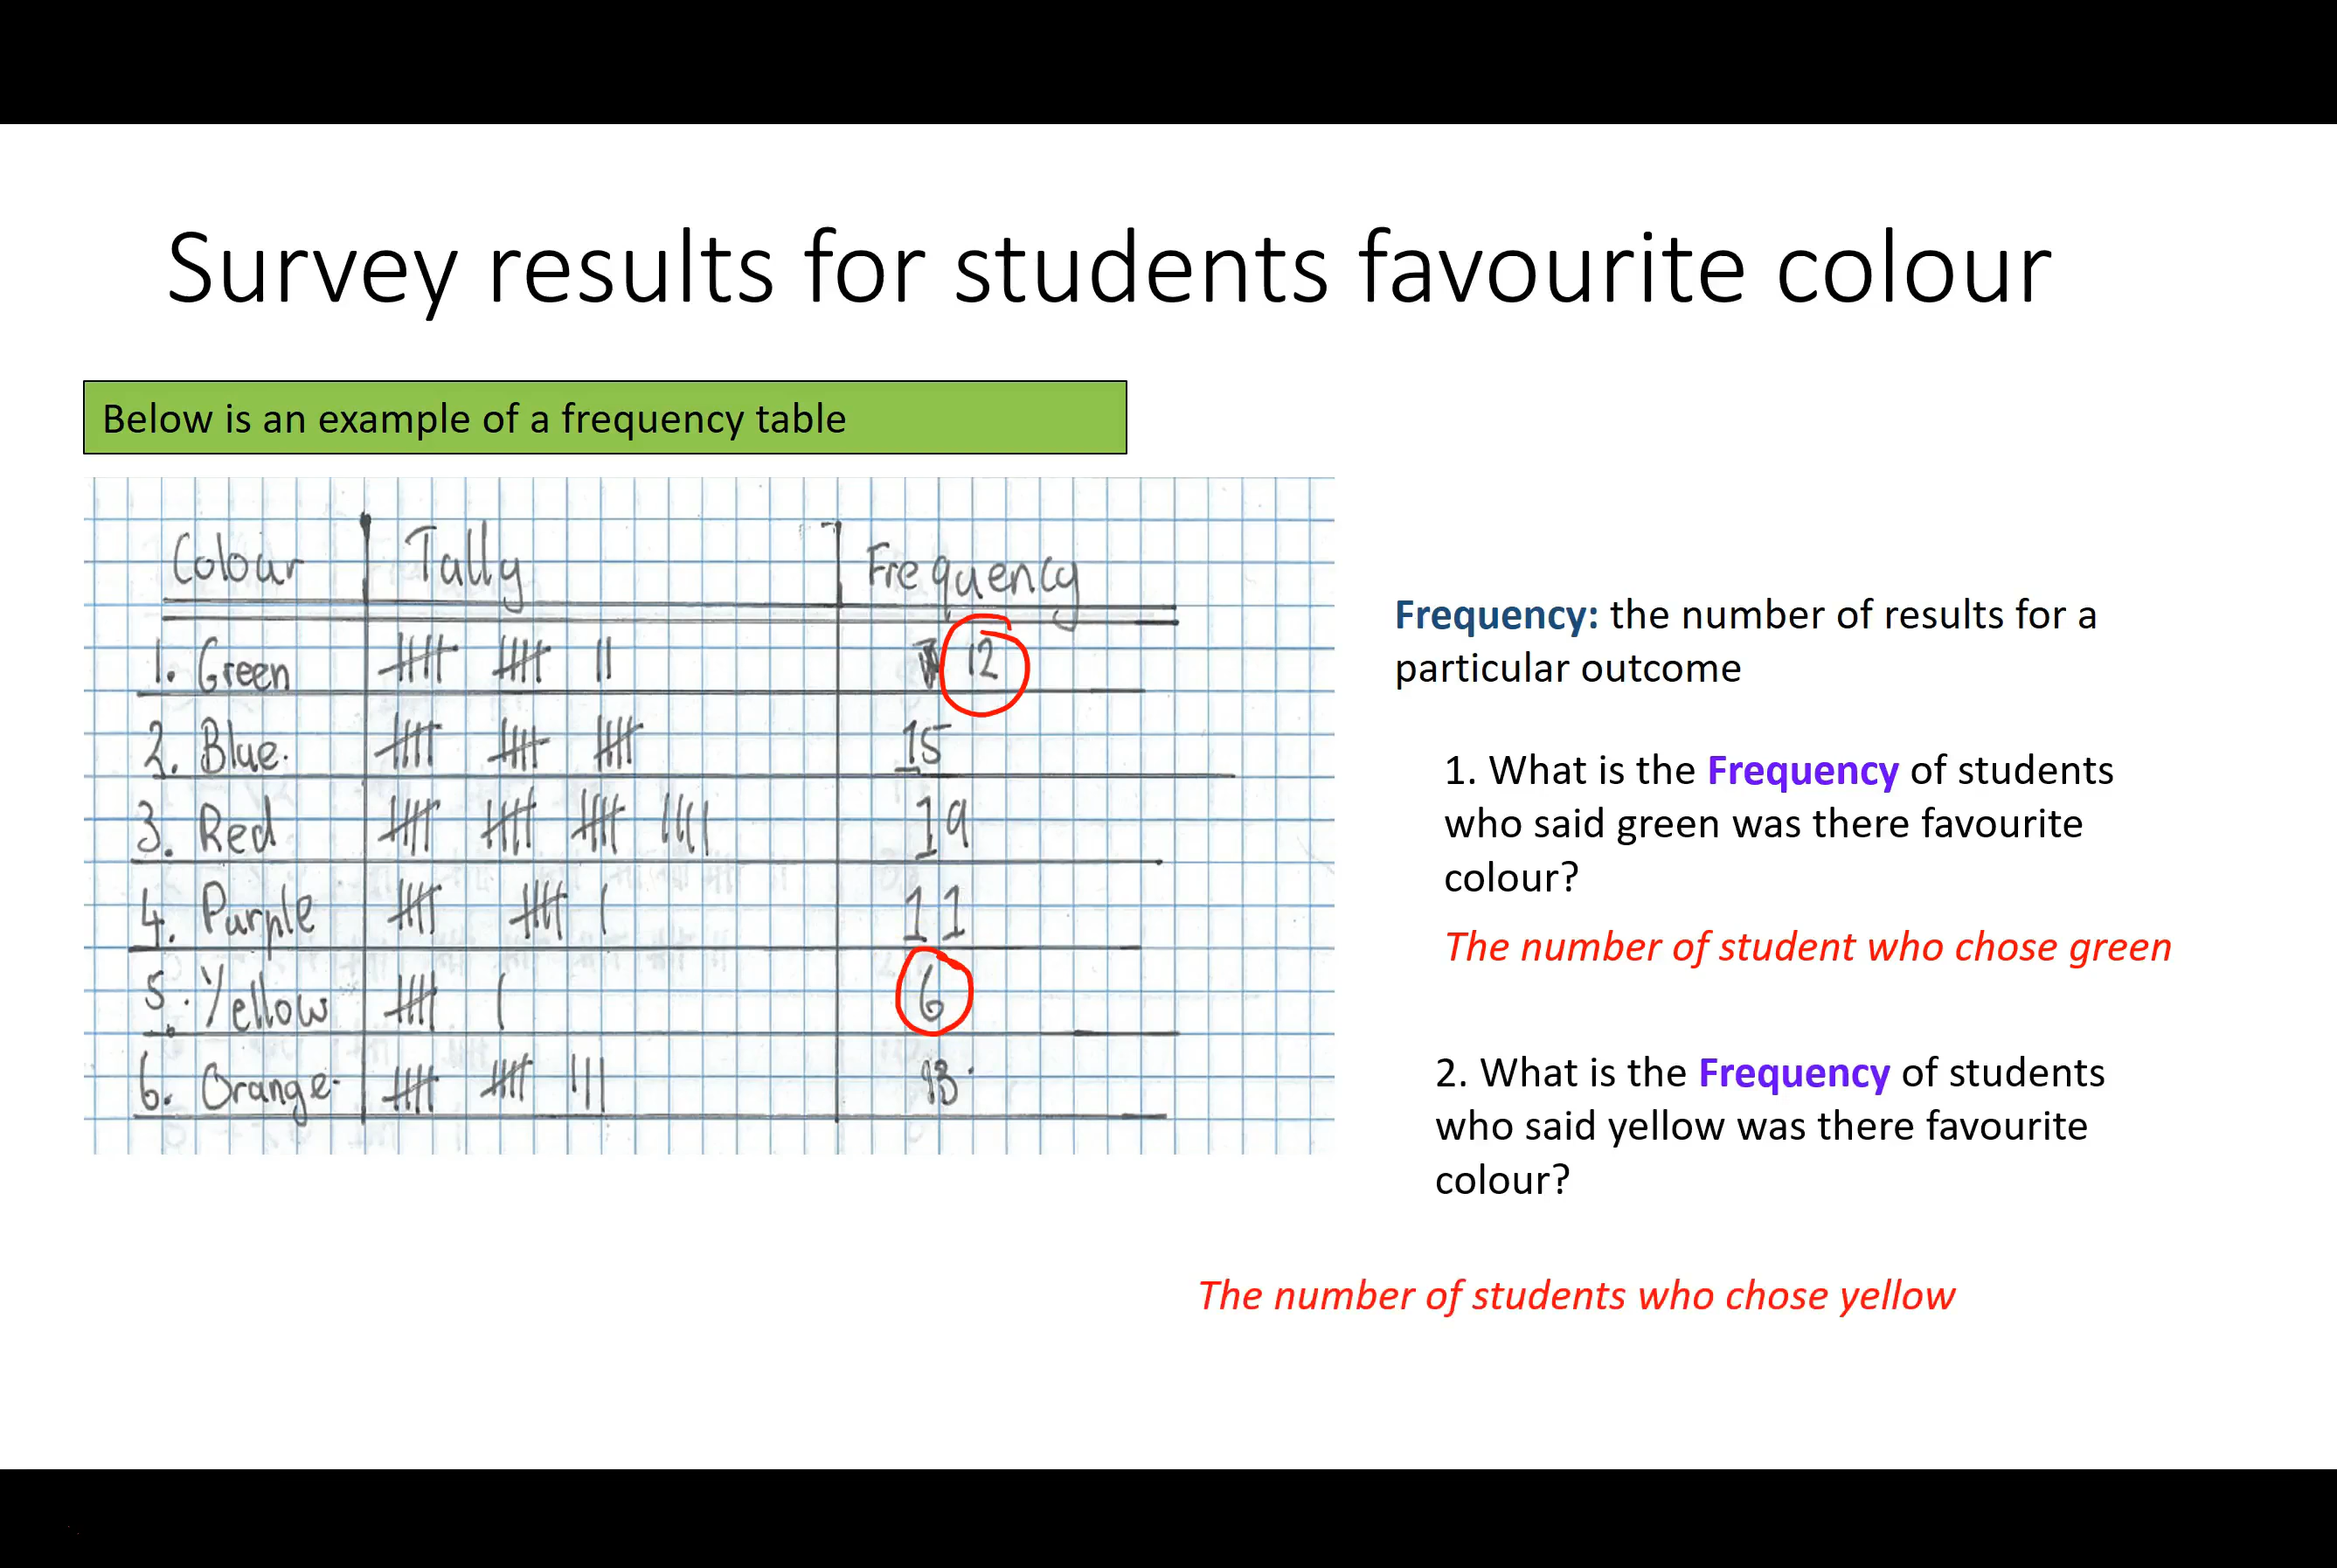 Survey results for students favourite colour
Below is an example of a frequency table
Colour Tally Frequency
1. Green 12
2. Blue. 15
3. Red 19
4. Purple 11
5. Yellow 6
6. Orange 13
Frequency: the number of results for a
particular outcome
1. What is the Frequency of students
who said green was there favourite
colour?
The number of student who chose green
2. What is the Frequency of students
who said yellow was there favourite
colour?
The number of students who chose yellow